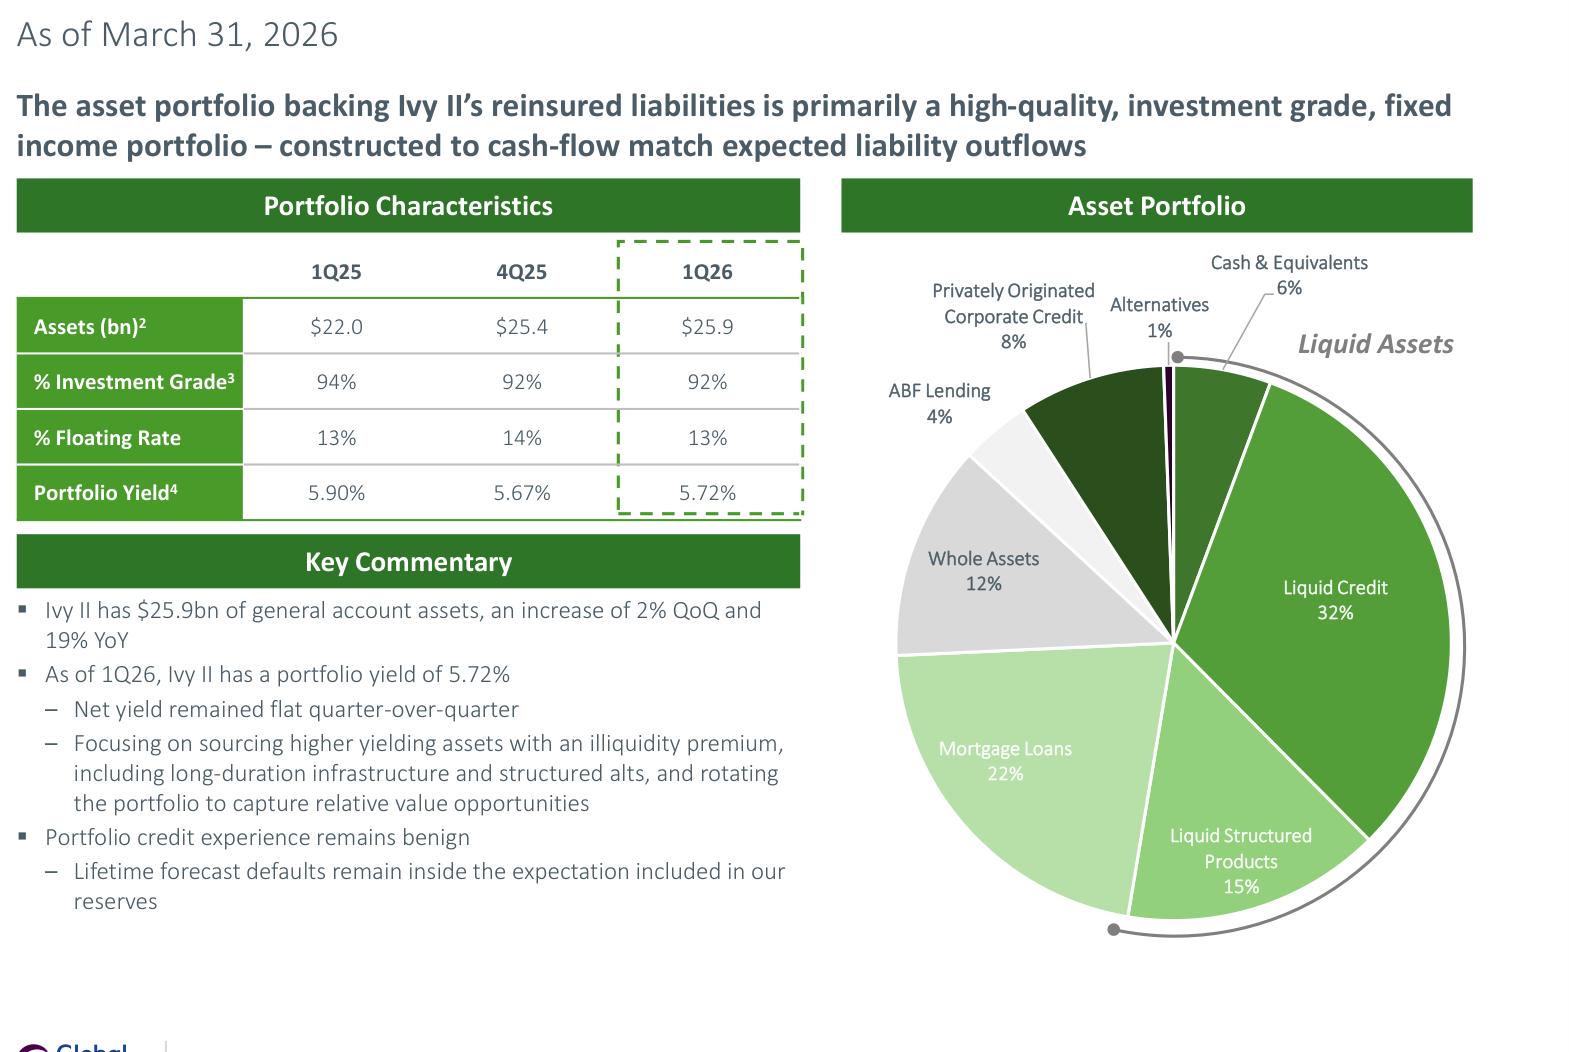 As of March 31, 2026
The asset portfolio backing Ivy II’s reinsured liabilities is primarily a high-quality, investment grade, fixed
income portfolio – constructed to cash-flow match expected liability outflows
Portfolio Characteristics
1Q25 4Q25 1Q26
Assets (bn)² $22.0 $25.4 $25.9
% Investment Grade³ 94% 92% 92%
% Floating Rate 13% 14% 13%
Portfolio Yield⁴ 5.90% 5.67% 5.72%
Key Commentary
▪ Ivy II has $25.9bn of general account assets, an increase of 2% QoQ and
19% YoY
▪ As of 1Q26, Ivy II has a portfolio yield of 5.72%
– Net yield remained flat quarter-over-quarter
– Focusing on sourcing higher yielding assets with an illiquidity premium,
including long-duration infrastructure and structured alts, and rotating
the portfolio to capture relative value opportunities
▪ Portfolio credit experience remains benign
– Lifetime forecast defaults remain inside the expectation included in our
reserves
Asset Portfolio
Cash & Equivalents
6%
Privately Originated
Corporate Credit
8%
Alternatives
1%
Liquid Assets
ABF Lending
4%
Whole Assets
12%
Liquid Credit
32%
Mortgage Loans
22%
Liquid Structured
Products
15%
Global